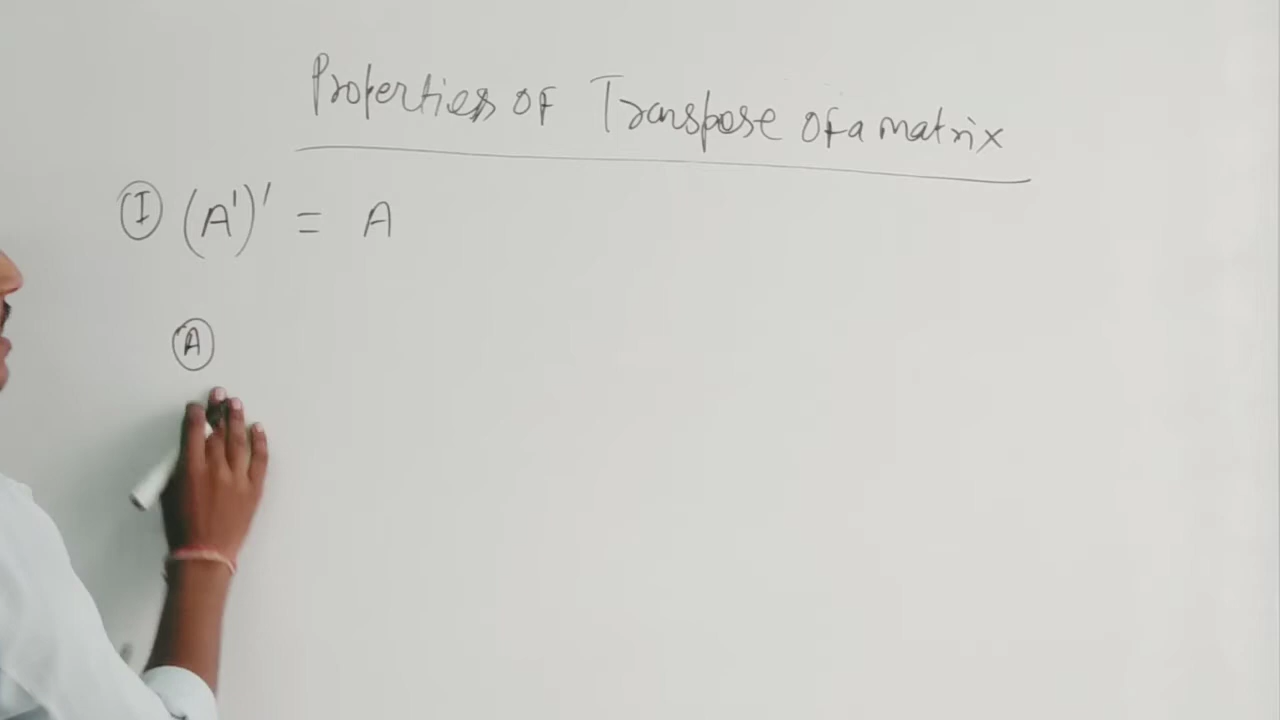 Properties of Transpose of a matrix
Ⓘ (A')' = A
Ⓐ